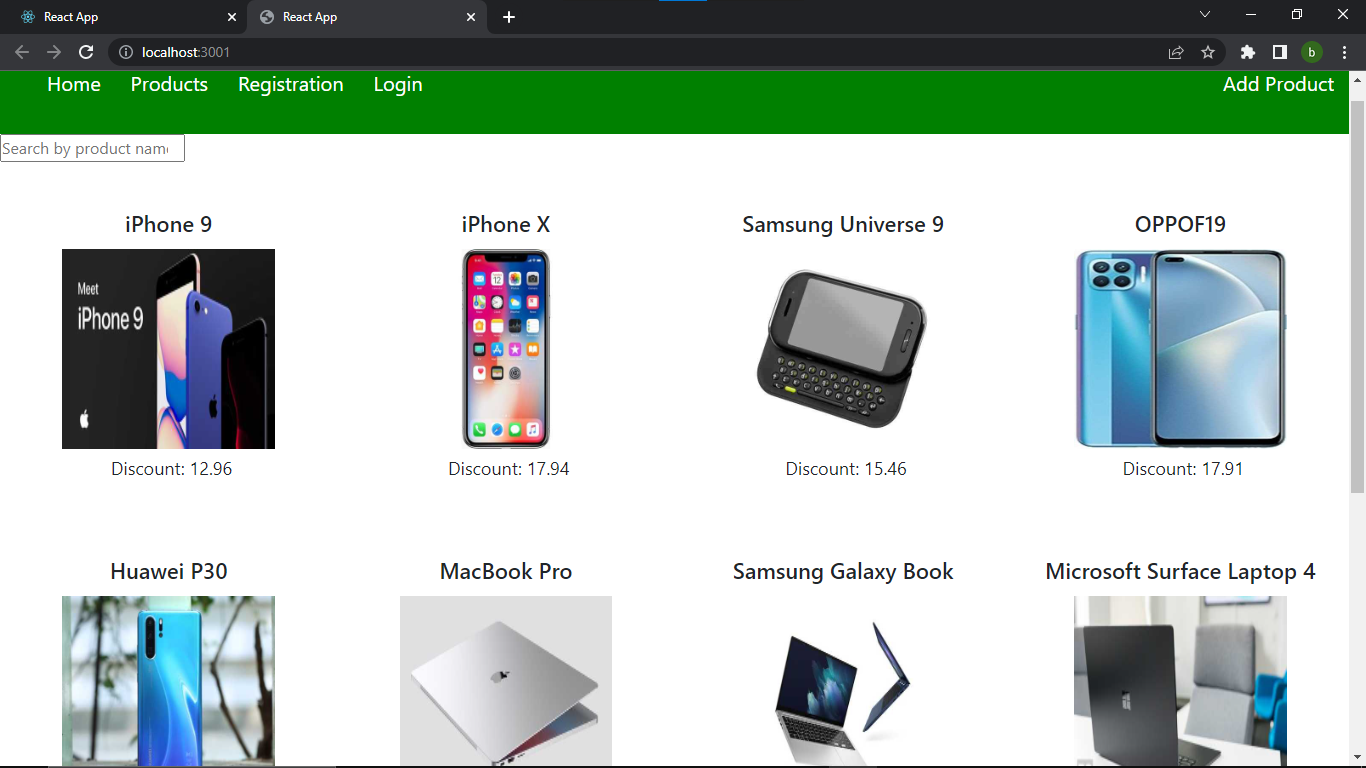 React App
React App
localhost:3001
b
Home Products Registration Login Add Product
Search by product name
iPhone 9 iPhone X Samsung Universe 9 OPPOF19
Meet
iPhone 9
Discount: 12.96 Discount: 17.94 Discount: 15.46 Discount: 17.91
Huawei P30 MacBook Pro Samsung Galaxy Book Microsoft Surface Laptop 4